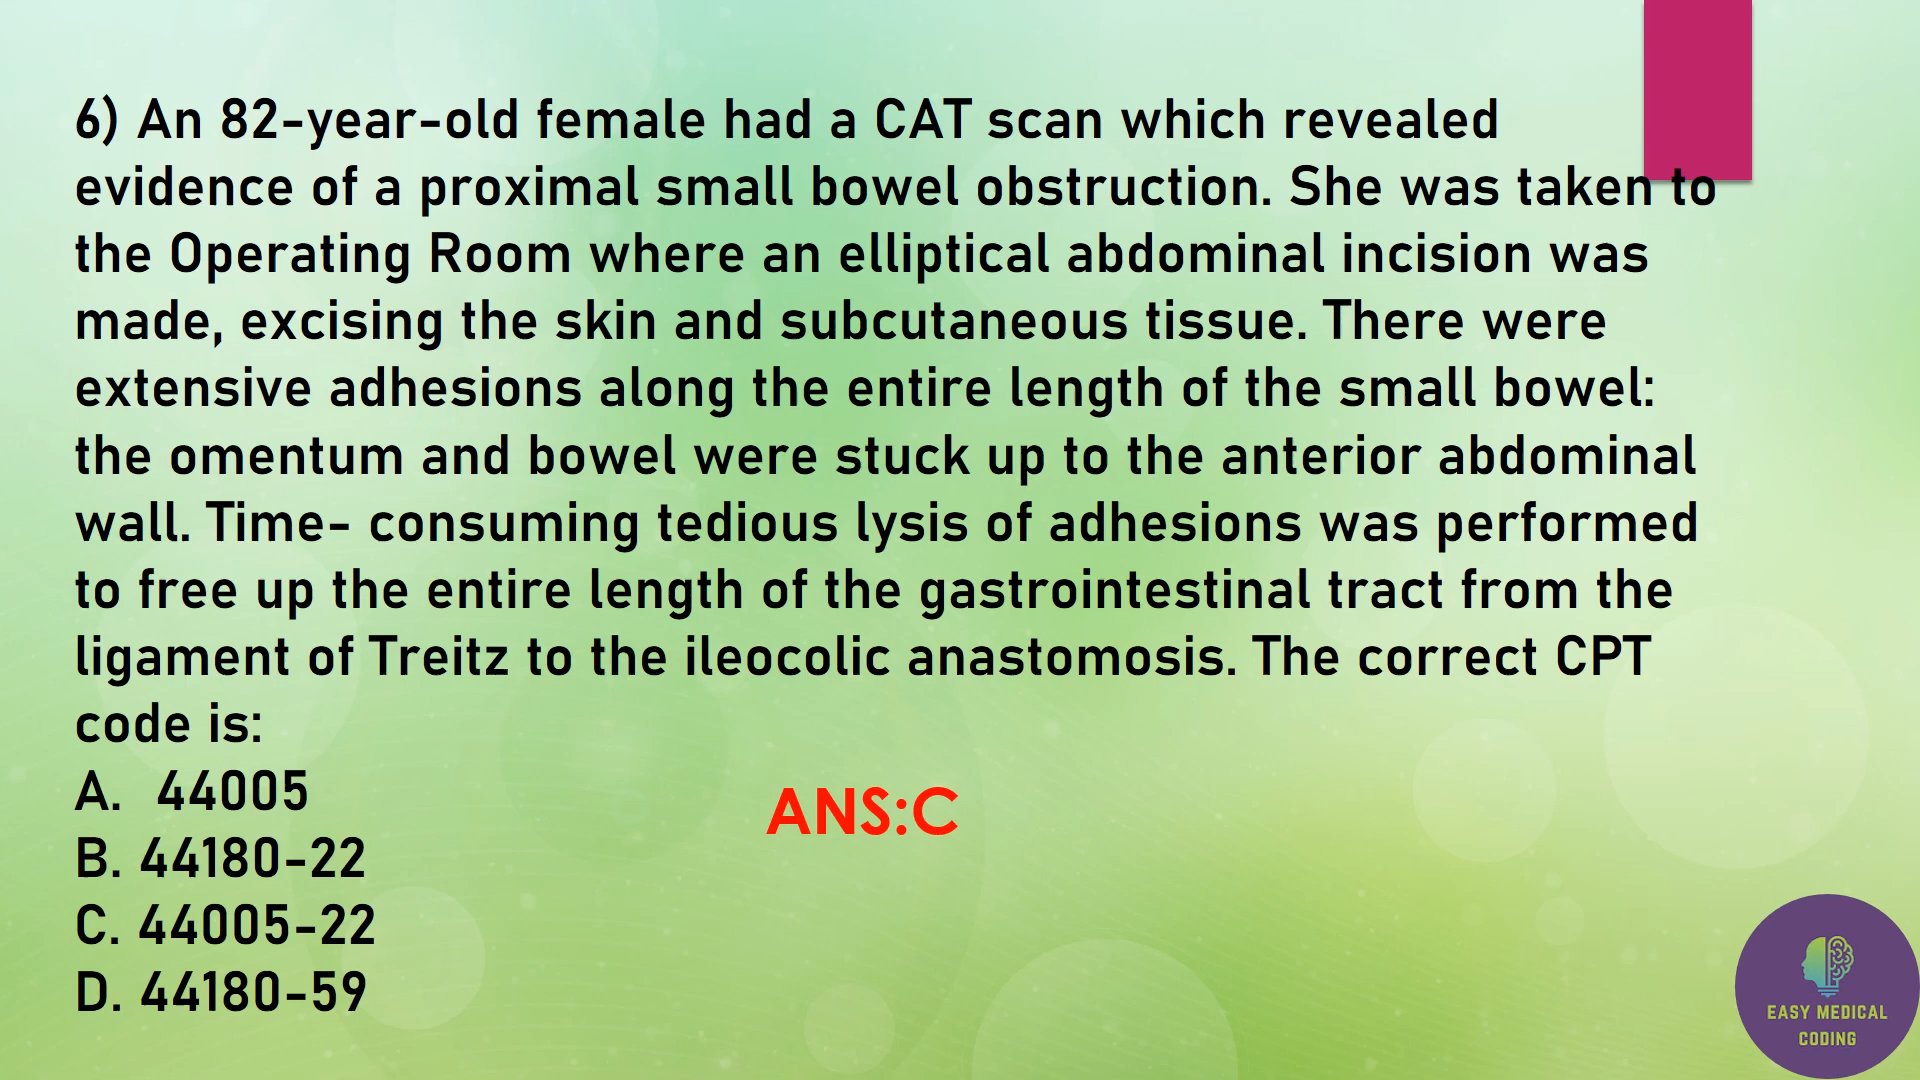 6) An 82-year-old female had a CAT scan which revealed
evidence of a proximal small bowel obstruction. She was taken to
the Operating Room where an elliptical abdominal incision was
made, excising the skin and subcutaneous tissue. There were
extensive adhesions along the entire length of the small bowel:
the omentum and bowel were stuck up to the anterior abdominal
wall. Time- consuming tedious lysis of adhesions was performed
to free up the entire length of the gastrointestinal tract from the
ligament of Treitz to the ileocolic anastomosis. The correct CPT
code is:
A. 44005
B. 44180-22
C. 44005-22
D. 44180-59
ANS:C
EASY MEDICAL
CODING